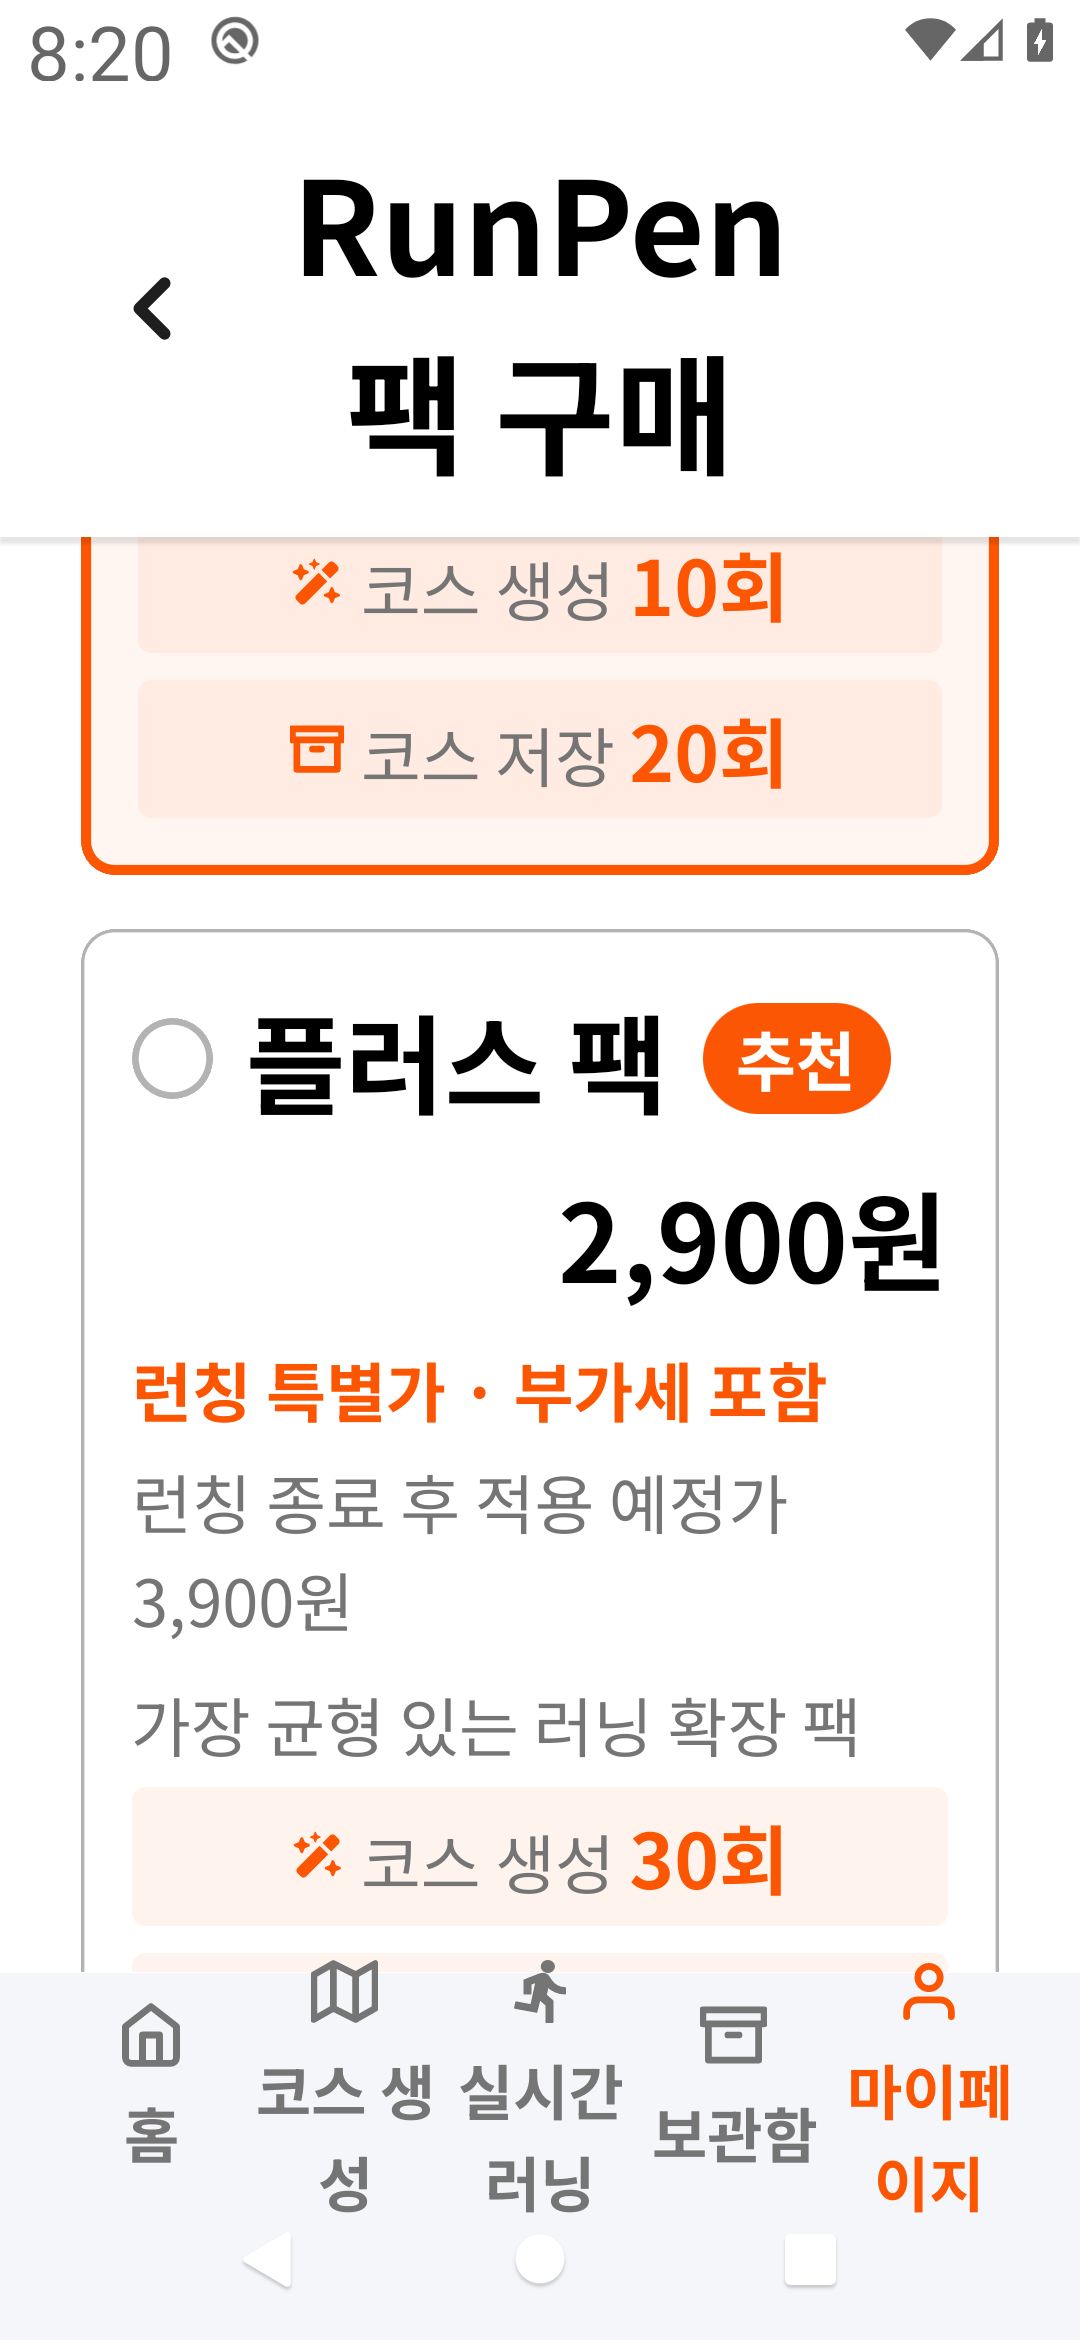 8:20
RunPen
팩 구매
코스 생성 10회
코스 저장 20회
플러스 팩 추천
2,900원
런칭 특별가 · 부가세 포함
런칭 종료 후 적용 예정가
3,900원
가장 균형 있는 러닝 확장 팩
코스 생성 30회
홈
코스 생
성
실시간
러닝
보관함
마이페
이지